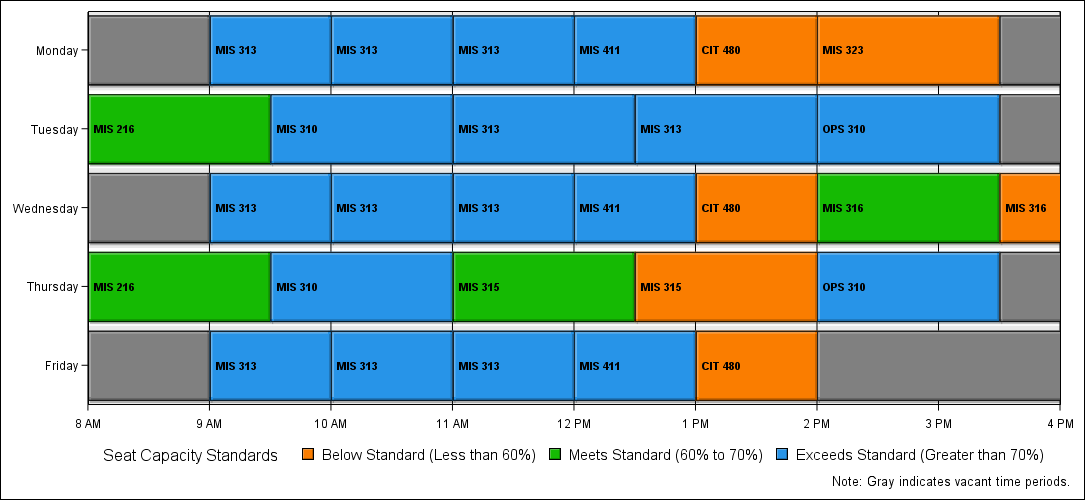 Monday MIS 313 MIS 313 MIS 313 MIS 411 CIT 480 MIS 323
Tuesday MIS 216 MIS 310 MIS 313 MIS 313 OPS 310
Wednesday MIS 313 MIS 313 MIS 313 MIS 411 CIT 480 MIS 316 MIS 316
Thursday MIS 216 MIS 310 MIS 315 MIS 315 OPS 310
Friday MIS 313 MIS 313 MIS 313 MIS 411 CIT 480
8 AM 9 AM 10 AM 11 AM 12 PM 1 PM 2 PM 3 PM 4 PM
Seat Capacity Standards Below Standard (Less than 60%) Meets Standard (60% to 70%) Exceeds Standard (Greater than 70%)
Note: Gray indicates vacant time periods.